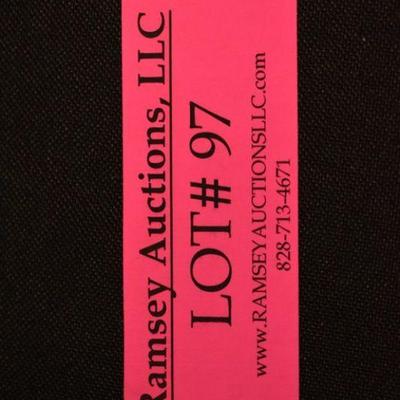 Ramsey Auctions, LLC
LOT# 97
www.RAMSEYAUCTIONSLLC.com
828-713-4671